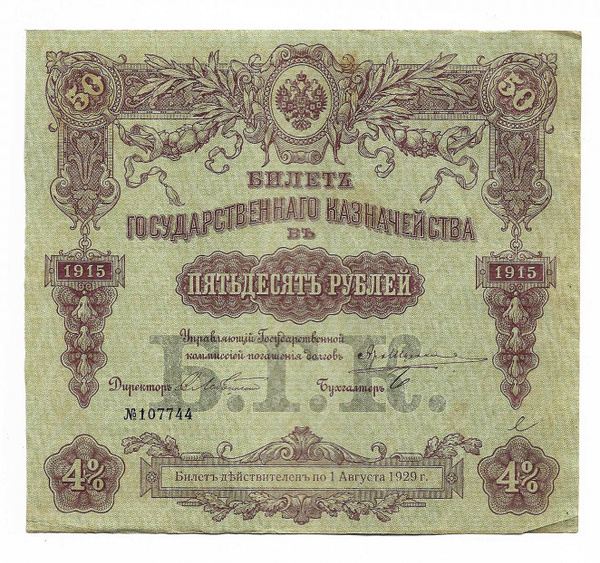 50 50
БИЛЕТЪ
ГОСУДАРСТВЕННАГО КАЗНАЧЕЙСТВА
ВЪ
1915 ПЯТЬДЕСЯТЪ РУБЛЕЙ 1915
Б.Г.К.
Управляющій Государственной
коммиссіей погашенія долговъ
Директоръ Бухгалтеръ
№107744
4% Билетъ дѣйствителенъ по 1 Августа 1929 г. 4%